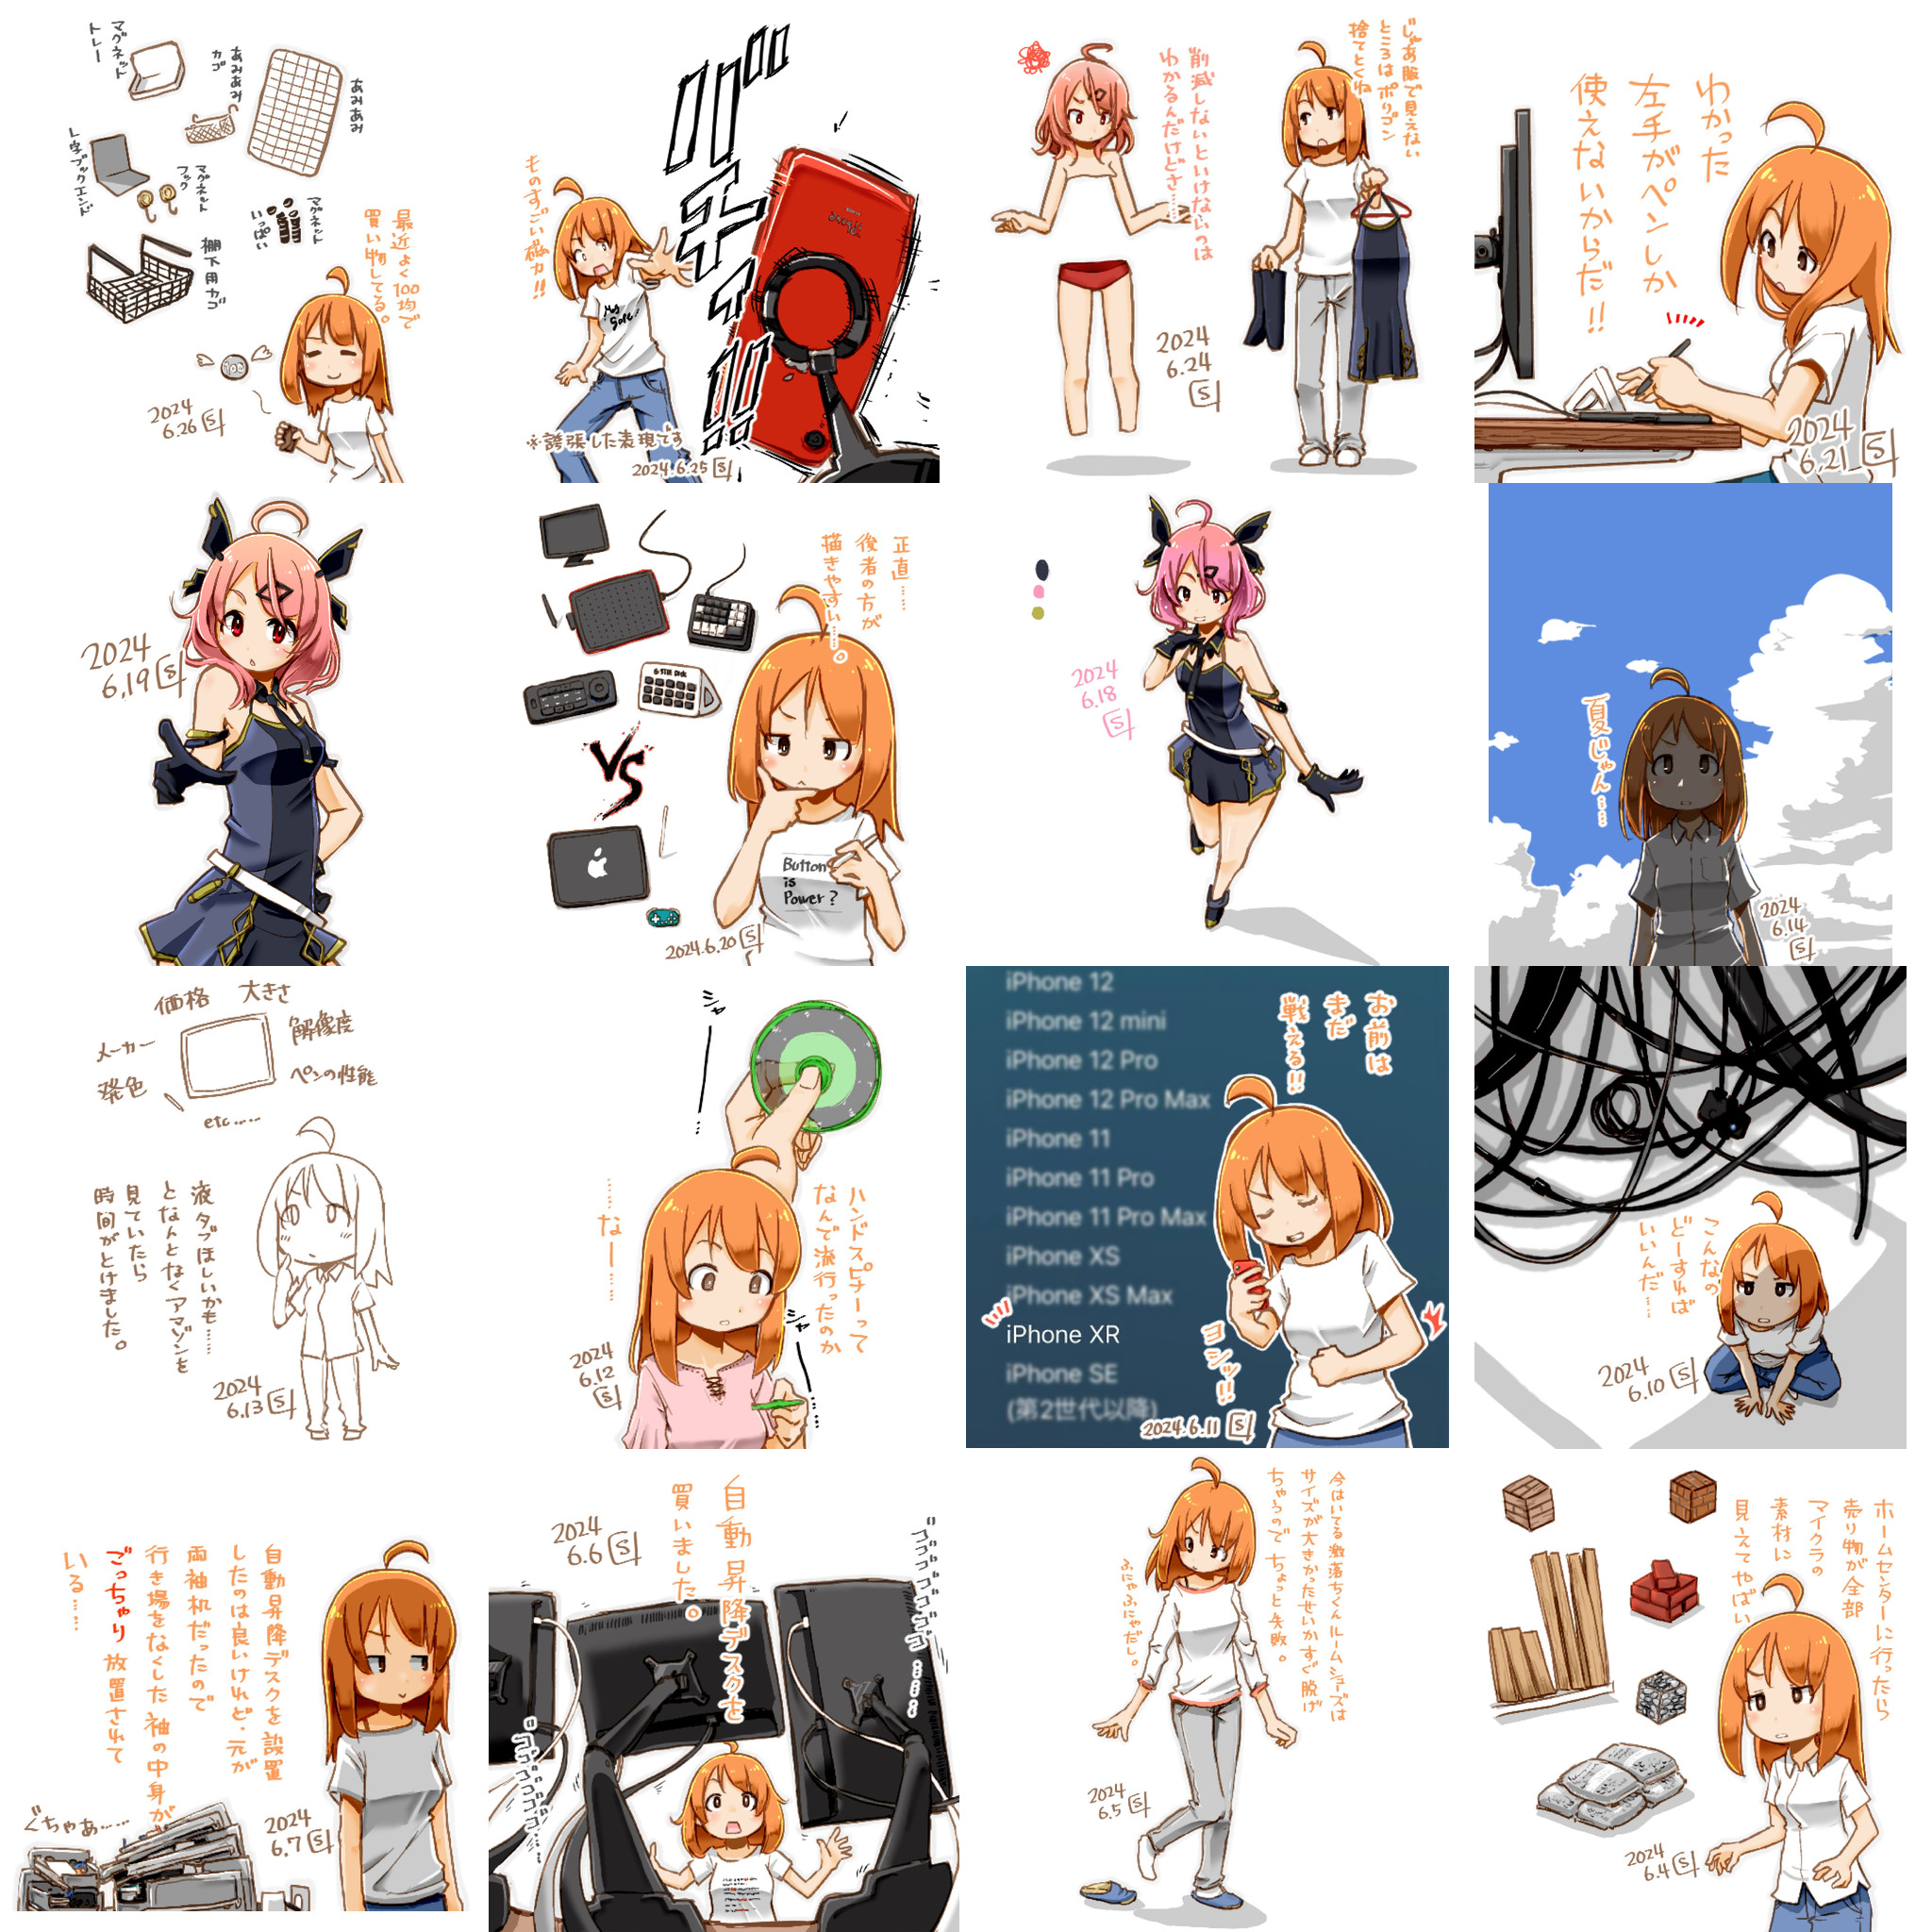 マグネット
トレー
あみあみ
カゴ
あみあみ
L字ブックエンド
マグネット
フック
マグネット
いっぱい
棚下用カゴ
最近よく100均で
買い物してる。
100
2024
6.26
バキィ!!!
ものすごい磁力!!
※誇張した表現です
2024.6.25
削減しないといけないのは
わかるんだけどさ……
じゃあ服で見えない
ところはポリゴン
捨てとくね
2024
6.24
わかった
左手がペンしか
使えないからだ!!
2024
6.21
2024
6.19
正直……
後者の方が
描きやすい……。
VS
Button
is
Power?
2024.6.20
2024
6.18
夏じゃん……
2024
6.14
価格
大きさ
メーカー
解像度
発色
ペンの性能
etc……
液タブほしいかも……
となんとなくアマゾンを
見ていたら
時間がとけました。
2024
6.13
シャー
ハンドスピナーって
なんで流行ったのか
……なー……
シャー
2024
6.12
iPhone 12
iPhone 12 mini
iPhone 12 Pro
iPhone 12 Pro Max
iPhone 11
iPhone 11 Pro
iPhone 11 Pro Max
iPhone XS
iPhone XS Max
iPhone XR
iPhone SE
(第2世代以降)
お前は
まだ
戦える!!
ヨシッ!!
2024.6.11
こんなの
どーすれば
いいんだ…
2024
6.10
自動昇降デスクを設置
したのは良いけれど、元が
両袖机だったので
行き場をなくした袖の中身が
ごっちゃり放置されて
いる……
ぐちゃあ……
2024
6.7
自動昇降デスクを
買いました。
2024
6.6
今はいてる激落ちくんルームシューズは
サイズが大きかったせいかすぐ脱げ
ちゃうのでちょっと失敗。
ふにゃふにゃだし。
2024
6.5
ホームセンターに行ったら
売り物が全部
マイクラの
素材に
見えてやばい
2024
6.4